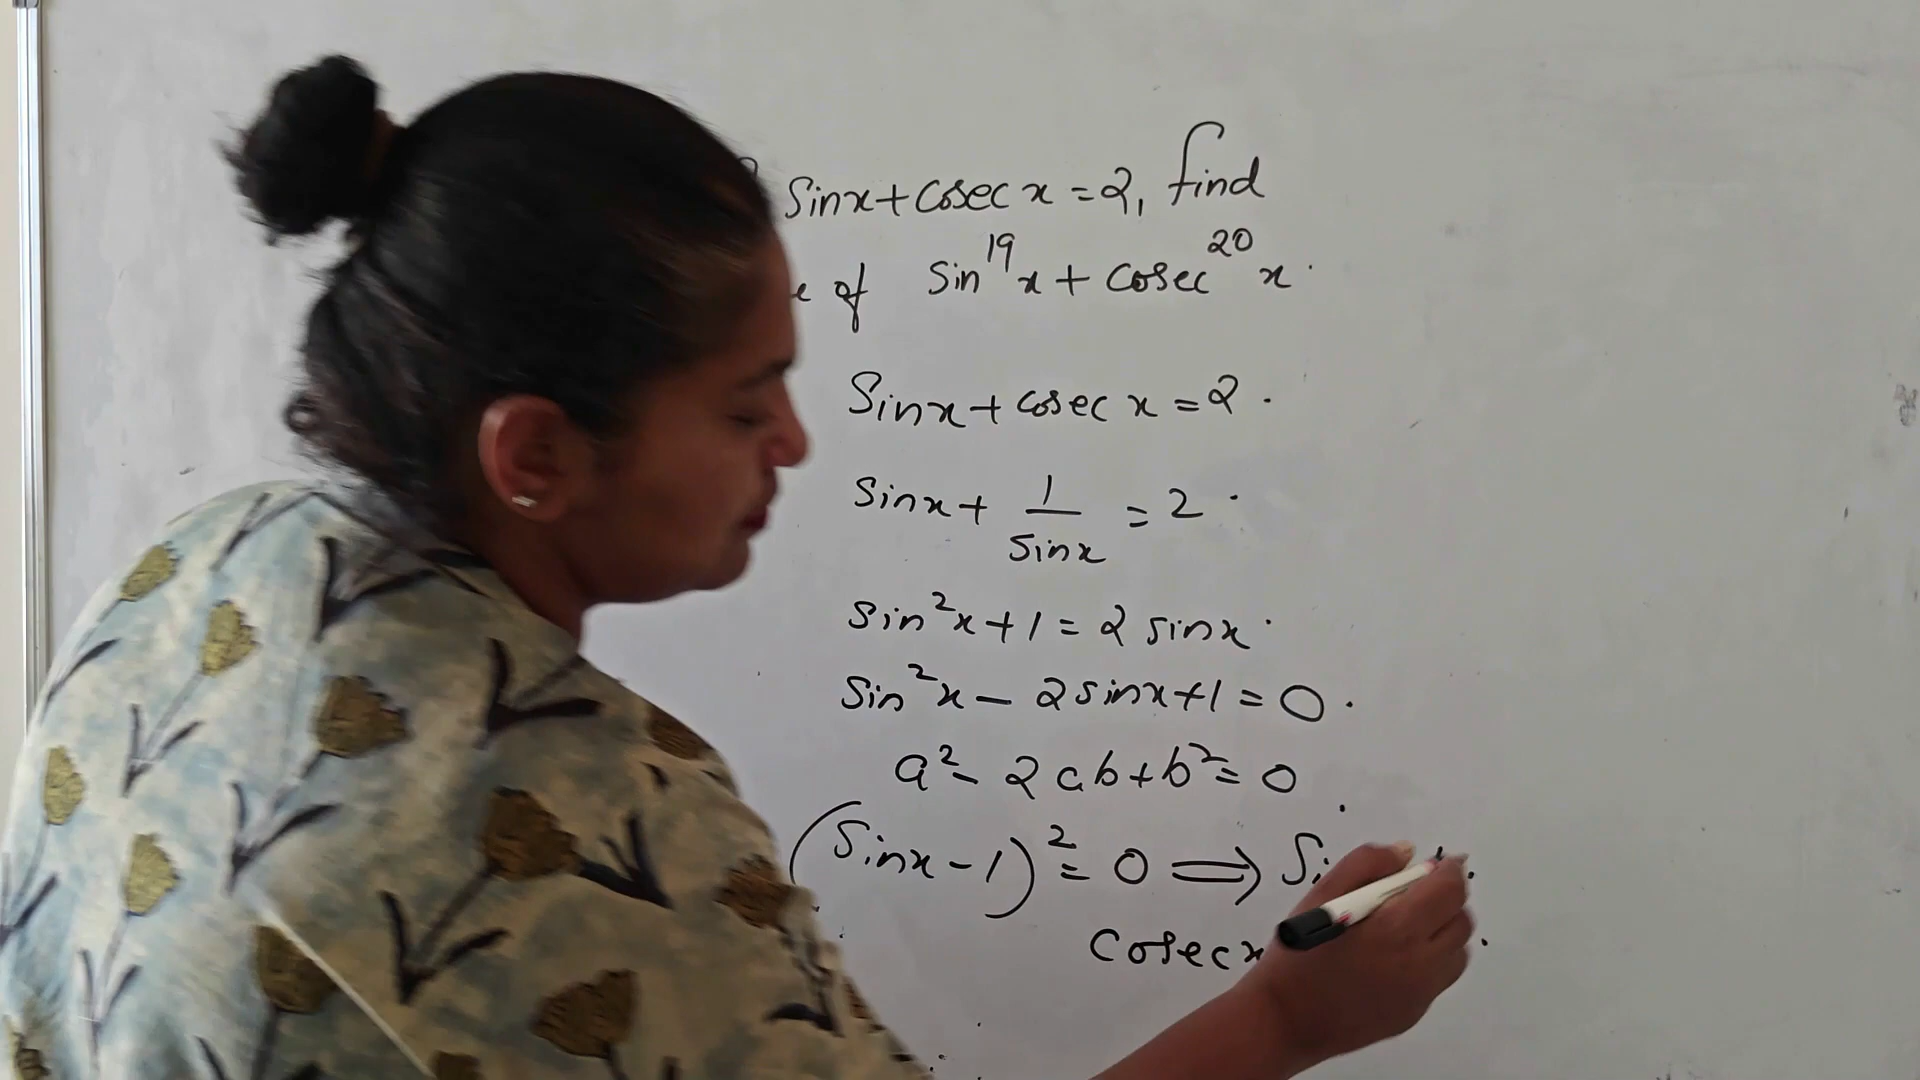 sinx+cosec x =2, find
of sin¹⁹x + cosec²⁰x.
Sinx+cosec x =2.
sinx+ 1/sinx =2.
sin²x+1=2 sinx.
sin²x-2sinx+1=0.
a²-2ab+b²=0
(Sinx-1)²=0⟹
cosecx